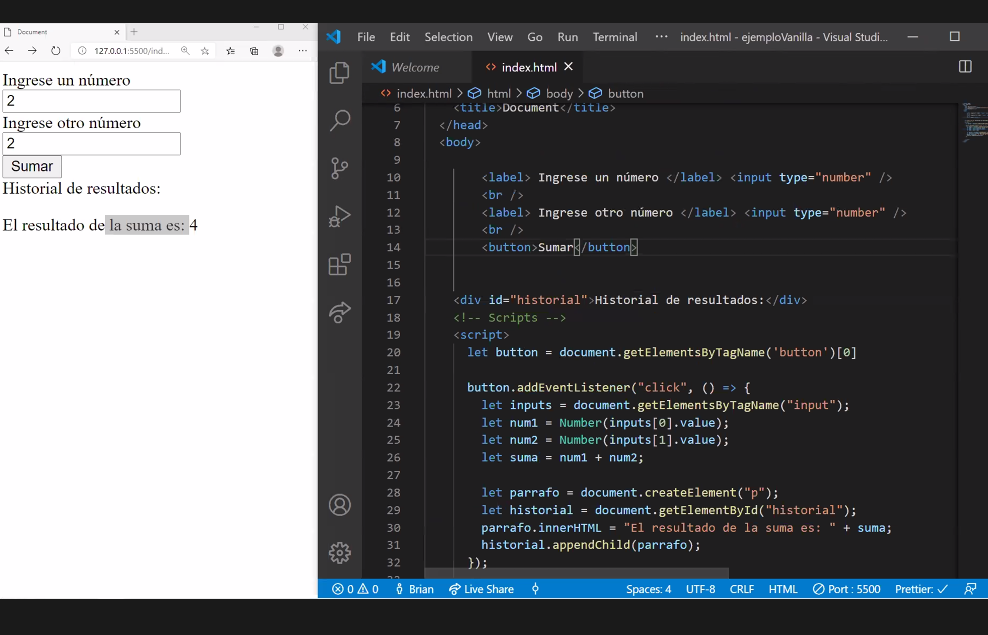 Document
127.0.0.1:5500/ind...
Ingrese un número
2
Ingrese otro número
2
Sumar
Historial de resultados:
El resultado de la suma es: 4
File Edit Selection View Go Run Terminal ··· index.html - ejemploVanilla - Visual Studi...
Welcome index.html
index.html > html > body > button
6 <title>Document</title>
7 </head>
8 <body>
9
10 <label> Ingrese un número </label> <input type="number" />
11 <br />
12 <label> Ingrese otro número </label> <input type="number" />
13 <br />
14 <button>Sumar</button>
15
16
17 <div id="historial">Historial de resultados:</div>
18 <!-- Scripts -->
19 <script>
20 let button = document.getElementsByTagName('button')[0]
21
22 button.addEventListener("click", () => {
23 let inputs = document.getElementsByTagName("input");
24 let num1 = Number(inputs[0].value);
25 let num2 = Number(inputs[1].value);
26 let suma = num1 + num2;
27
28 let parrafo = document.createElement("p");
29 let historial = document.getElementById("historial");
30 parrafo.innerHTML = "El resultado de la suma es: " + suma;
31 historial.appendChild(parrafo);
32 });
0 0 Brian Live Share Spaces: 4 UTF-8 CRLF HTML Port : 5500 Prettier: ✓